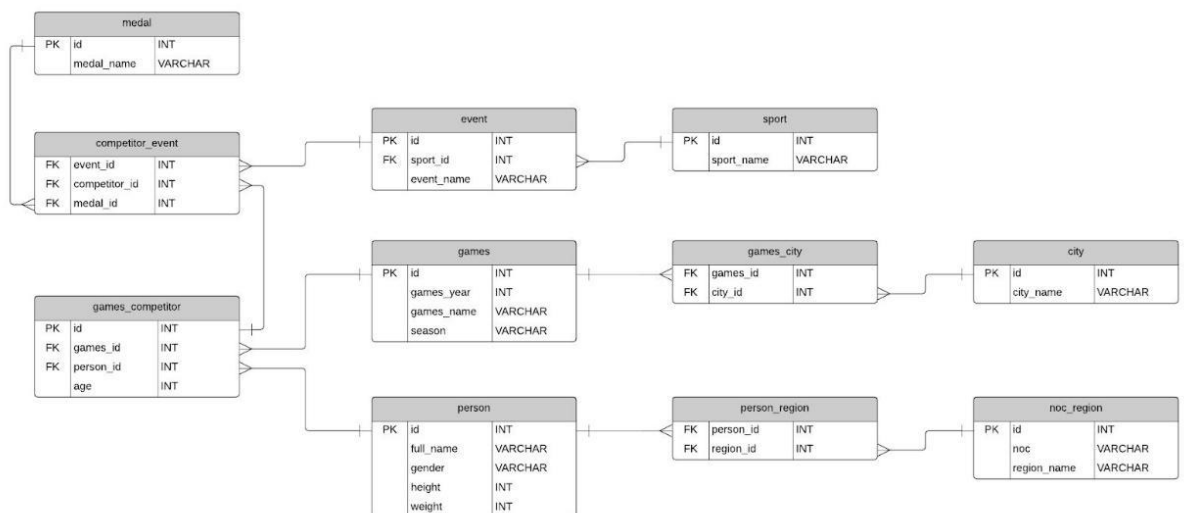 medal
PK id INT
medal_name VARCHAR
competitor_event
FK event_id INT
FK competitor_id INT
FK medal_id INT
event
PK id INT
FK sport_id INT
event_name VARCHAR
sport
PK id INT
sport_name VARCHAR
games_competitor
PK id INT
FK games_id INT
FK person_id INT
age INT
games
PK id INT
games_year INT
games_name VARCHAR
season VARCHAR
games_city
FK games_id INT
FK city_id INT
city
PK id INT
city_name VARCHAR
person
PK id INT
full_name VARCHAR
gender VARCHAR
height INT
weight INT
person_region
FK person_id INT
FK region_id INT
noc_region
PK id INT
noc VARCHAR
region_name VARCHAR